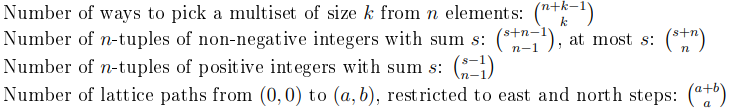 Number of ways to pick a multiset of size $k$ from $n$ elements: $\binom{n+k-1}{k}$
Number of $n$-tuples of non-negative integers with sum $s$: $\binom{s+n-1}{n-1}$, at most $s$: $\binom{s+n}{n}$
Number of $n$-tuples of positive integers with sum $s$: $\binom{s-1}{n-1}$
Number of lattice paths from $(0,0)$ to $(a,b)$, restricted to east and north steps: $\binom{a+b}{a}$